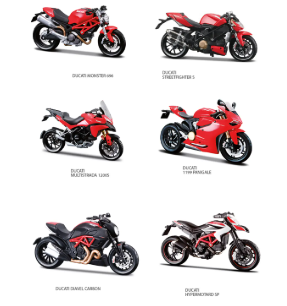 DUCATI MONSTER 696
DUCATI
STREETFIGHTER S
DUCATI
MULTISTRADA 1200S
DUCATI
1199 PANIGALE
DUCATI DIAVEL CARBON
DUCATI
HYPERMOTARD SP